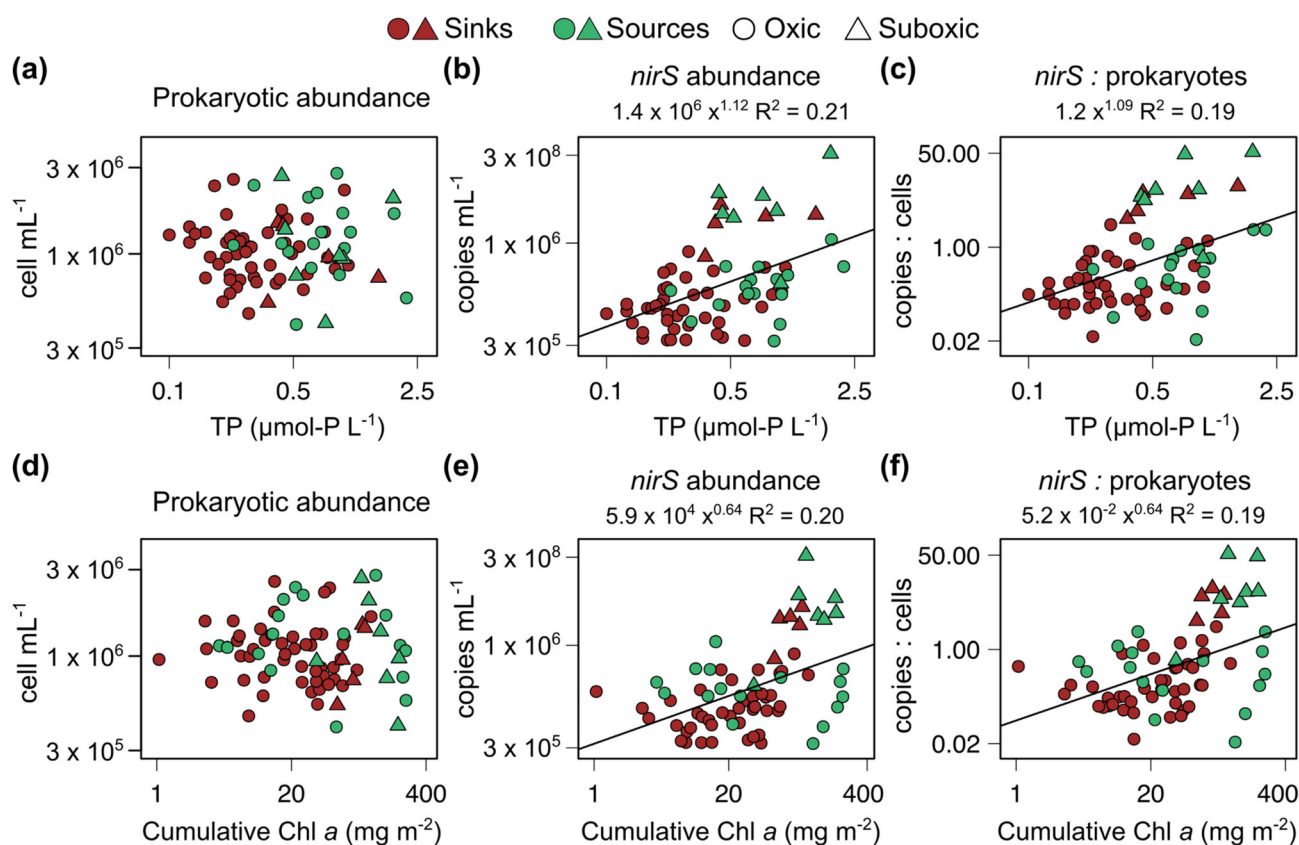 Sinks Sources Oxic Suboxic
(a) (b) (c)
Prokaryotic abundance
nirS abundance
1.4 x 10⁶ x¹·¹² R² = 0.21
nirS : prokaryotes
1.2 x¹·⁰⁹ R² = 0.19
cell mL⁻¹
3 x 10⁶
1 x 10⁶
3 x 10⁵
0.1 0.5 2.5
TP (µmol-P L⁻¹)
copies mL⁻¹
3 x 10⁸
1 x 10⁶
3 x 10⁵
0.1 0.5 2.5
TP (µmol-P L⁻¹)
copies : cells
50.00
1.00
0.02
0.1 0.5 2.5
TP (µmol-P L⁻¹)
(d) (e) (f)
Prokaryotic abundance
nirS abundance
5.9 x 10⁴ x⁰·⁶⁴ R² = 0.20
nirS : prokaryotes
5.2 x 10⁻² x⁰·⁶⁴ R² = 0.19
cell mL⁻¹
3 x 10⁶
1 x 10⁶
3 x 10⁵
1 20 400
Cumulative Chl a (mg m⁻²)
copies mL⁻¹
3 x 10⁸
1 x 10⁶
3 x 10⁵
1 20 400
Cumulative Chl a (mg m⁻²)
copies : cells
50.00
1.00
0.02
1 20 400
Cumulative Chl a (mg m⁻²)